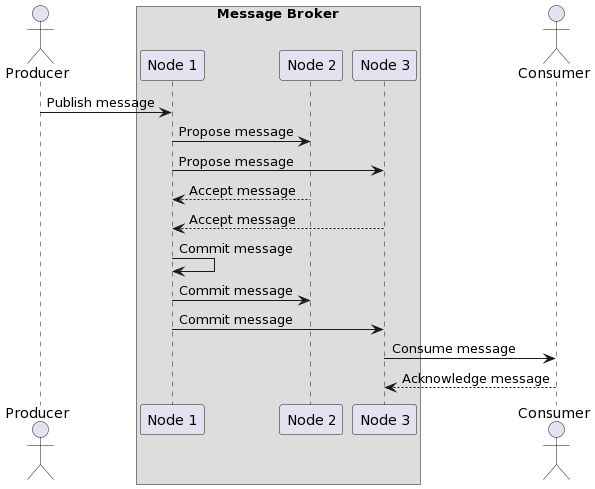 Message Broker
Producer
Node 1
Node 2
Node 3
Consumer
Publish message
Propose message
Propose message
Accept message
Accept message
Commit message
Commit message
Commit message
Consume message
Acknowledge message
Producer
Node 1
Node 2
Node 3
Consumer